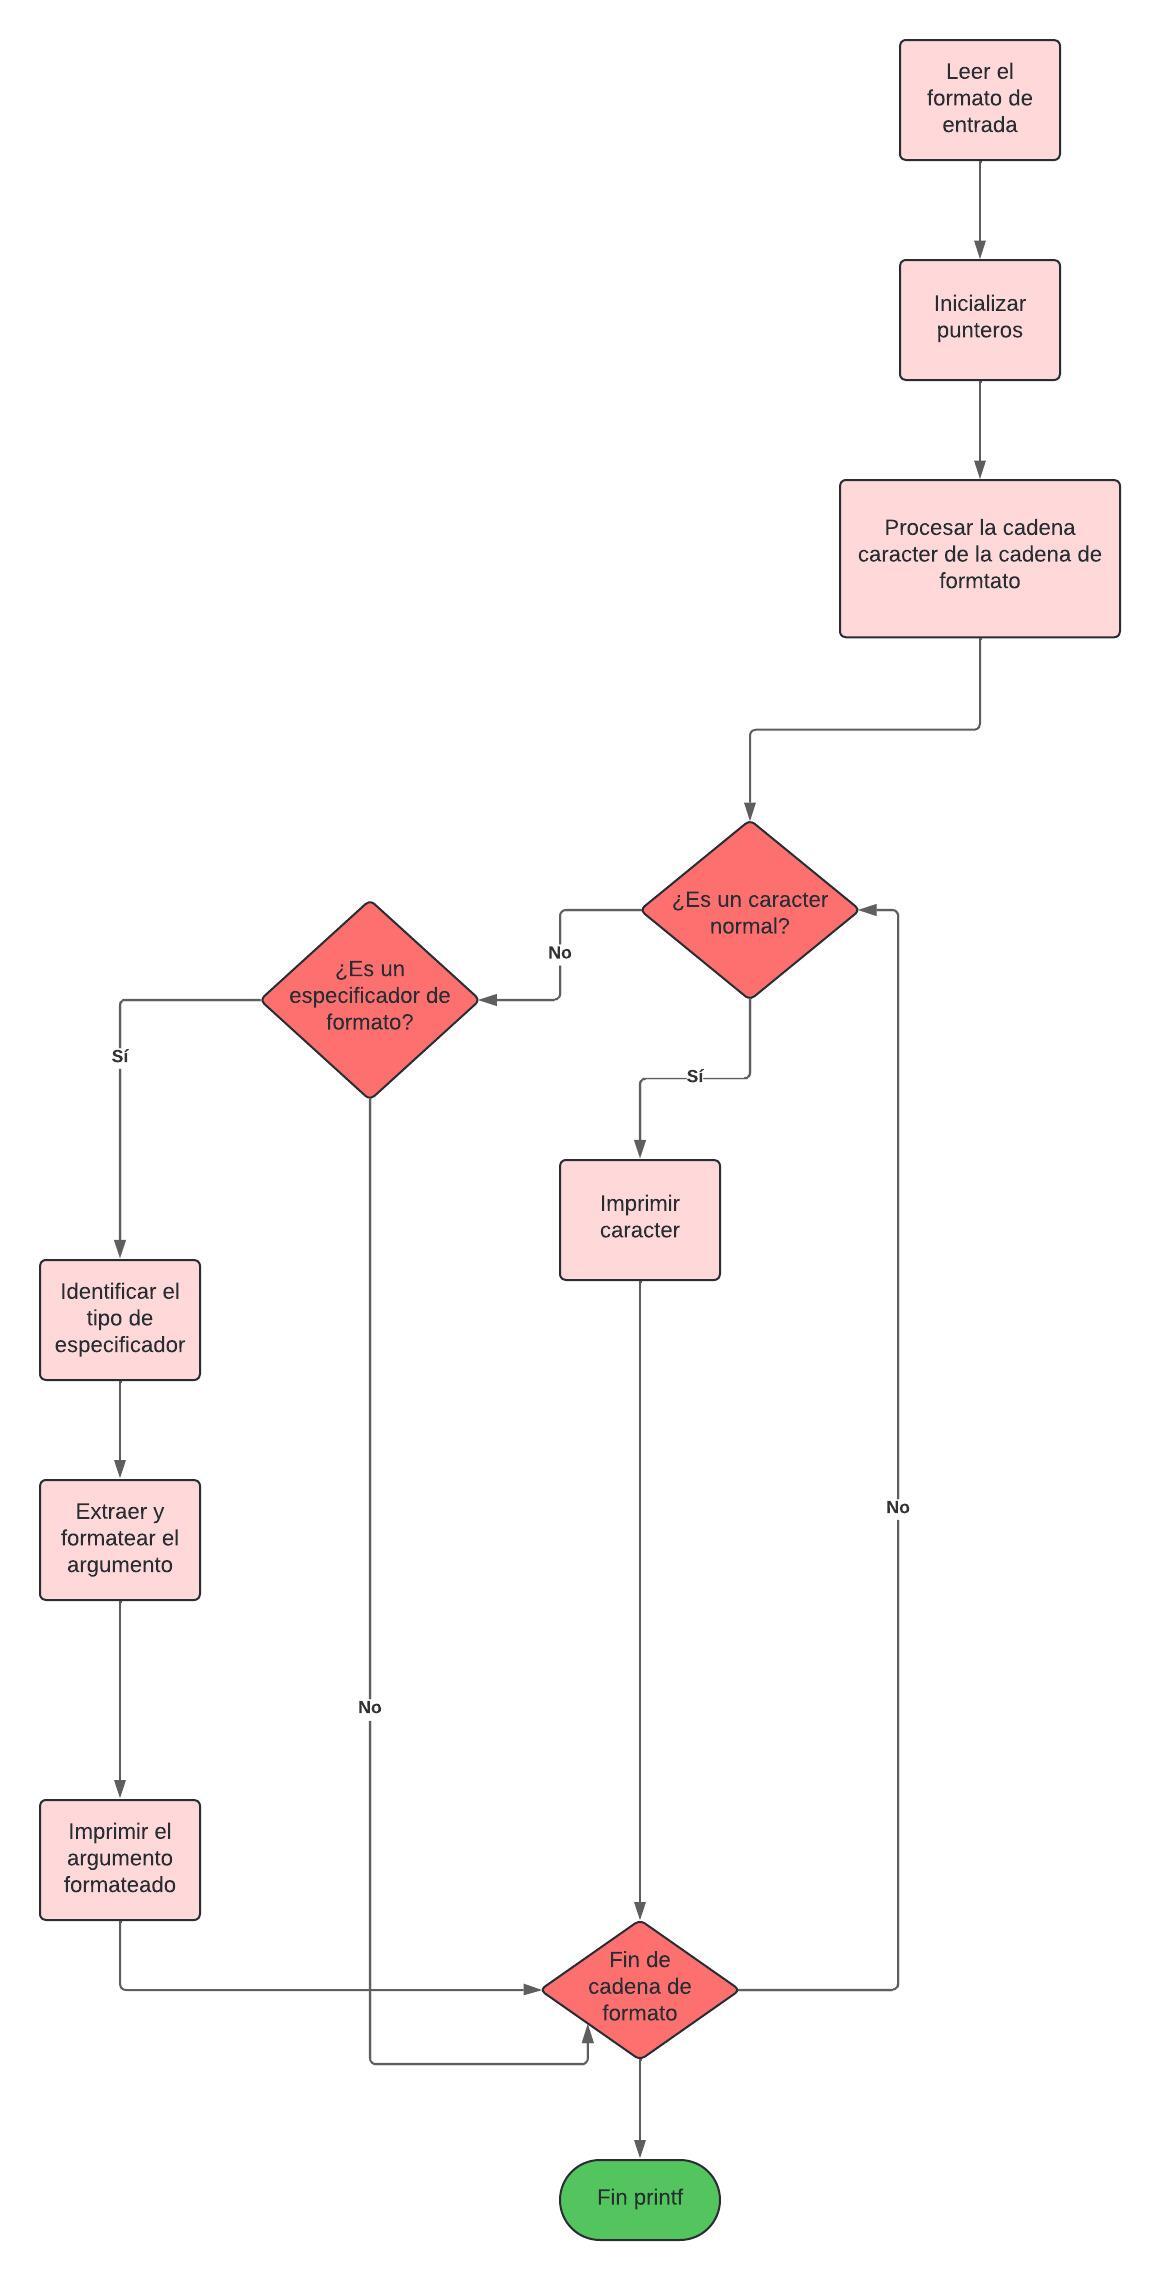 Leer el
formato de
entrada
Inicializar
punteros
Procesar la cadena
caracter de la cadena de
formtato
¿Es un caracter
normal?
No
¿Es un
especificador de
formato?
Sí
Sí
Imprimir
caracter
Identificar el
tipo de
especificador
Extraer y
formatear el
argumento
No
No
Imprimir el
argumento
formateado
Fin de
cadena de
formato
Fin printf